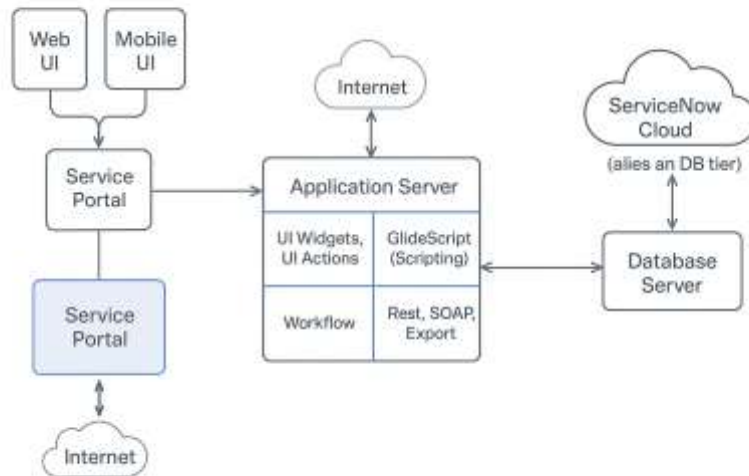 Web
UI
Mobile
UI
Internet
ServiceNow
Cloud
(alies an DB tier)
Service
Portal
Application Server
UI Widgets,
UI Actions
GlideScript
(Scripting)
Workflow
Rest, SOAP,
Export
Database
Server
Service
Portal
Internet